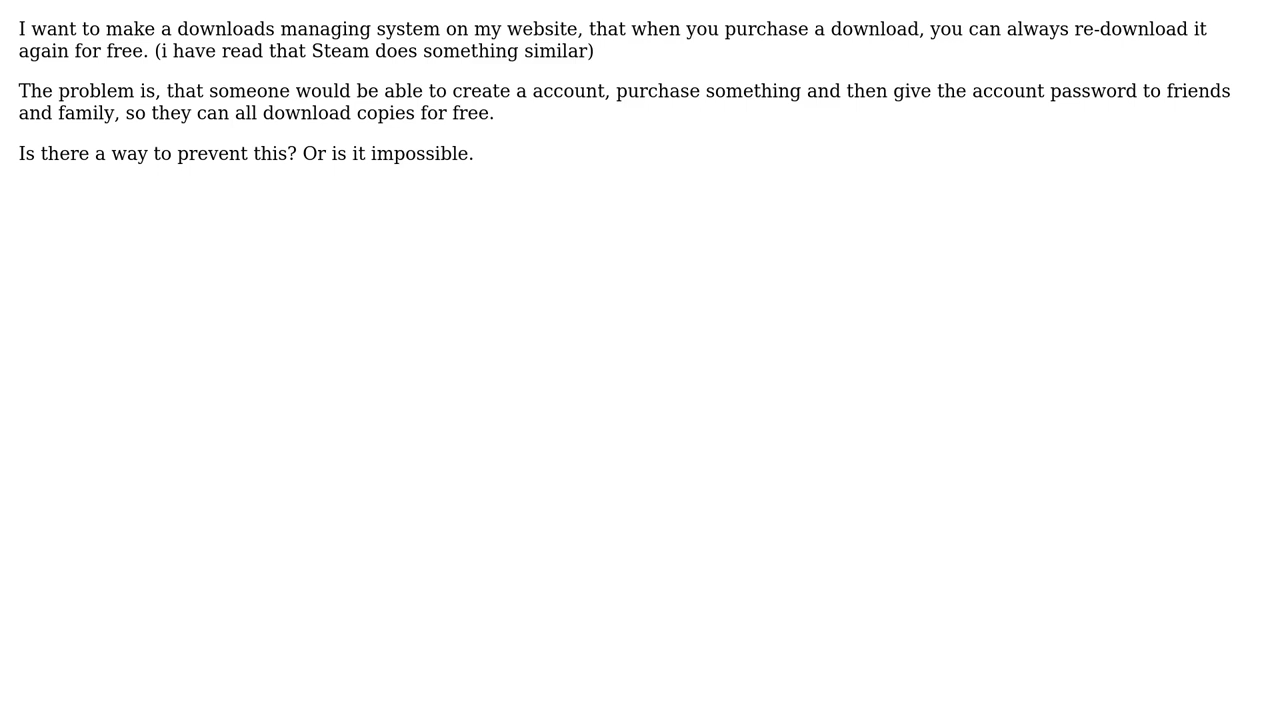 I want to make a downloads managing system on my website, that when you purchase a download, you can always re-download it
again for free. (i have read that Steam does something similar)
The problem is, that someone would be able to create a account, purchase something and then give the account password to friends
and family, so they can all download copies for free.
Is there a way to prevent this? Or is it impossible.